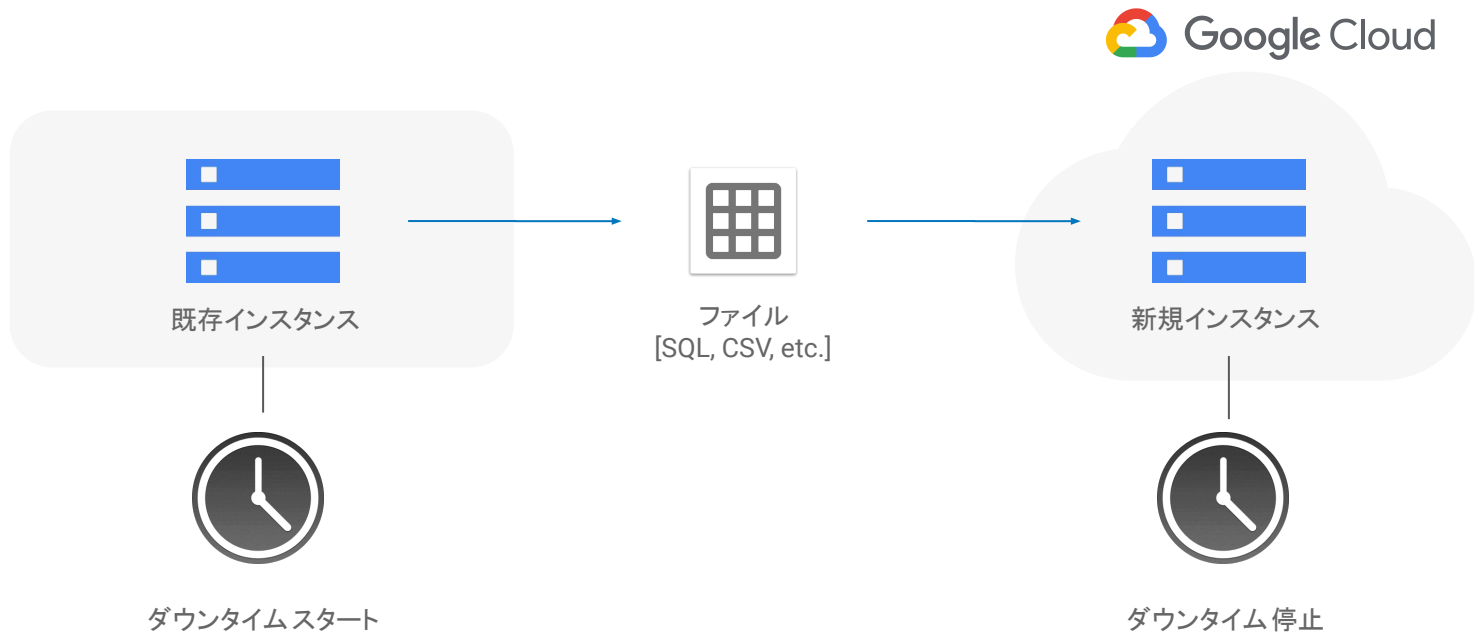 Google Cloud
既存インスタンス
ファイル
[SQL, CSV, etc.]
新規インスタンス
ダウンタイム スタート
ダウンタイム 停止